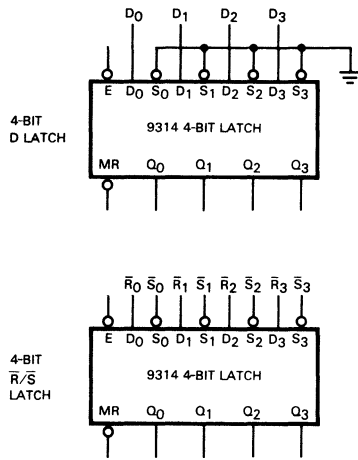 D₀ D₁ D₂ D₃
E D₀ S₀ D₁ S₁ D₂ S₂ D₃ S₃
4-BIT
D LATCH
9314 4-BIT LATCH
MR Q₀ Q₁ Q₂ Q₃
R̅₀ S̅₀ R̅₁ S̅₁ R̅₂ S̅₂ R̅₃ S̅₃
E D₀ S₀ D₁ S₁ D₂ S₂ D₃ S₃
4-BIT
R̅/S̅
LATCH
9314 4-BIT LATCH
MR Q₀ Q₁ Q₂ Q₃